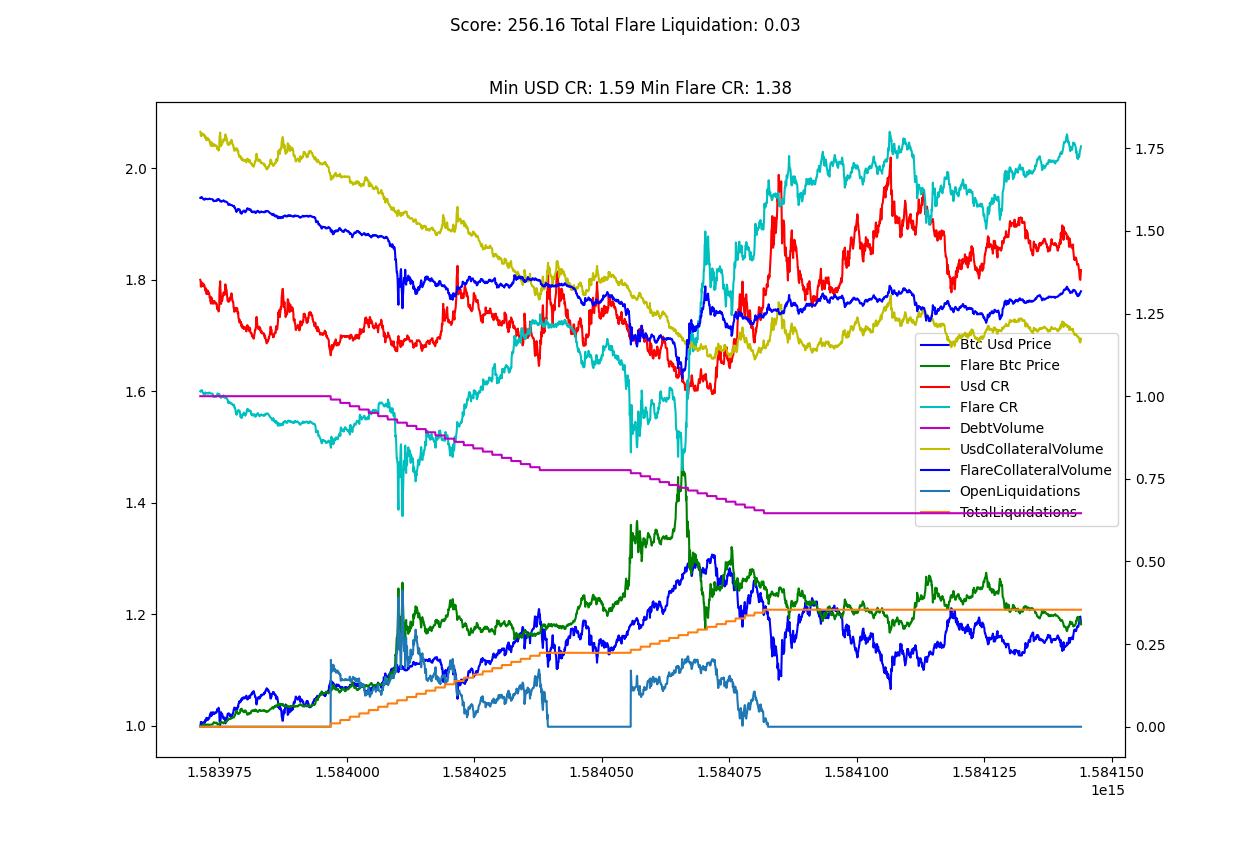 Score: 256.16 Total Flare Liquidation: 0.03
Min USD CR: 1.59 Min Flare CR: 1.38
2.0
1.8
1.6
1.4
1.2
1.0
1.75
1.50
1.25
1.00
0.75
0.50
0.25
0.00
Btc Usd Price
Flare Btc Price
Usd CR
Flare CR
DebtVolume
UsdCollateralVolume
FlareCollateralVolume
OpenLiquidations
TotalLiquidations
1.583975 1.584000 1.584025 1.584050 1.584075 1.584100 1.584125 1.584150
1e15